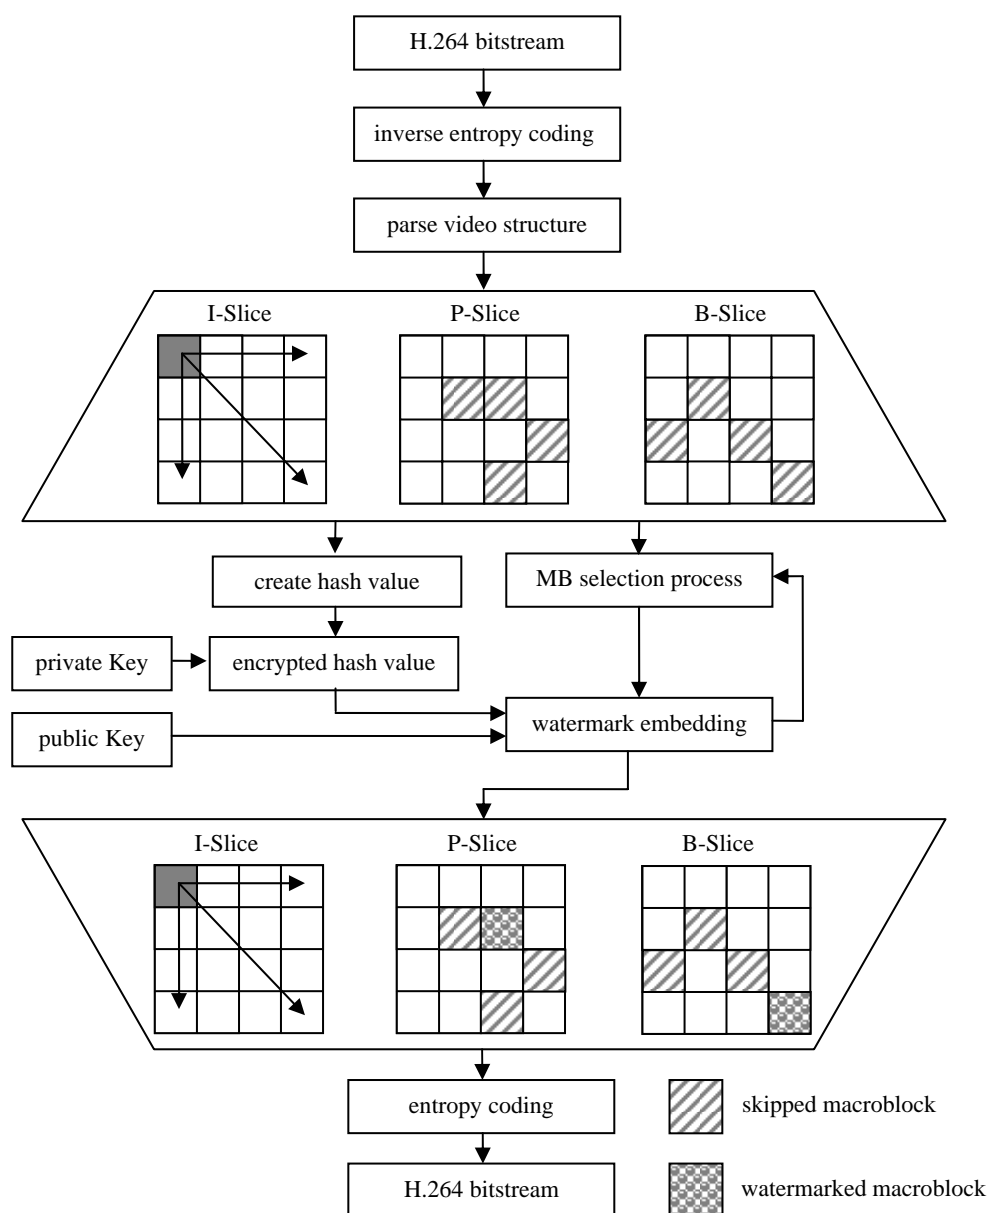 H.264 bitstream
inverse entropy coding
parse video structure
I-Slice
P-Slice
B-Slice
create hash value
MB selection process
private Key
encrypted hash value
public Key
watermark embedding
I-Slice
P-Slice
B-Slice
entropy coding
skipped macroblock
H.264 bitstream
watermarked macroblock